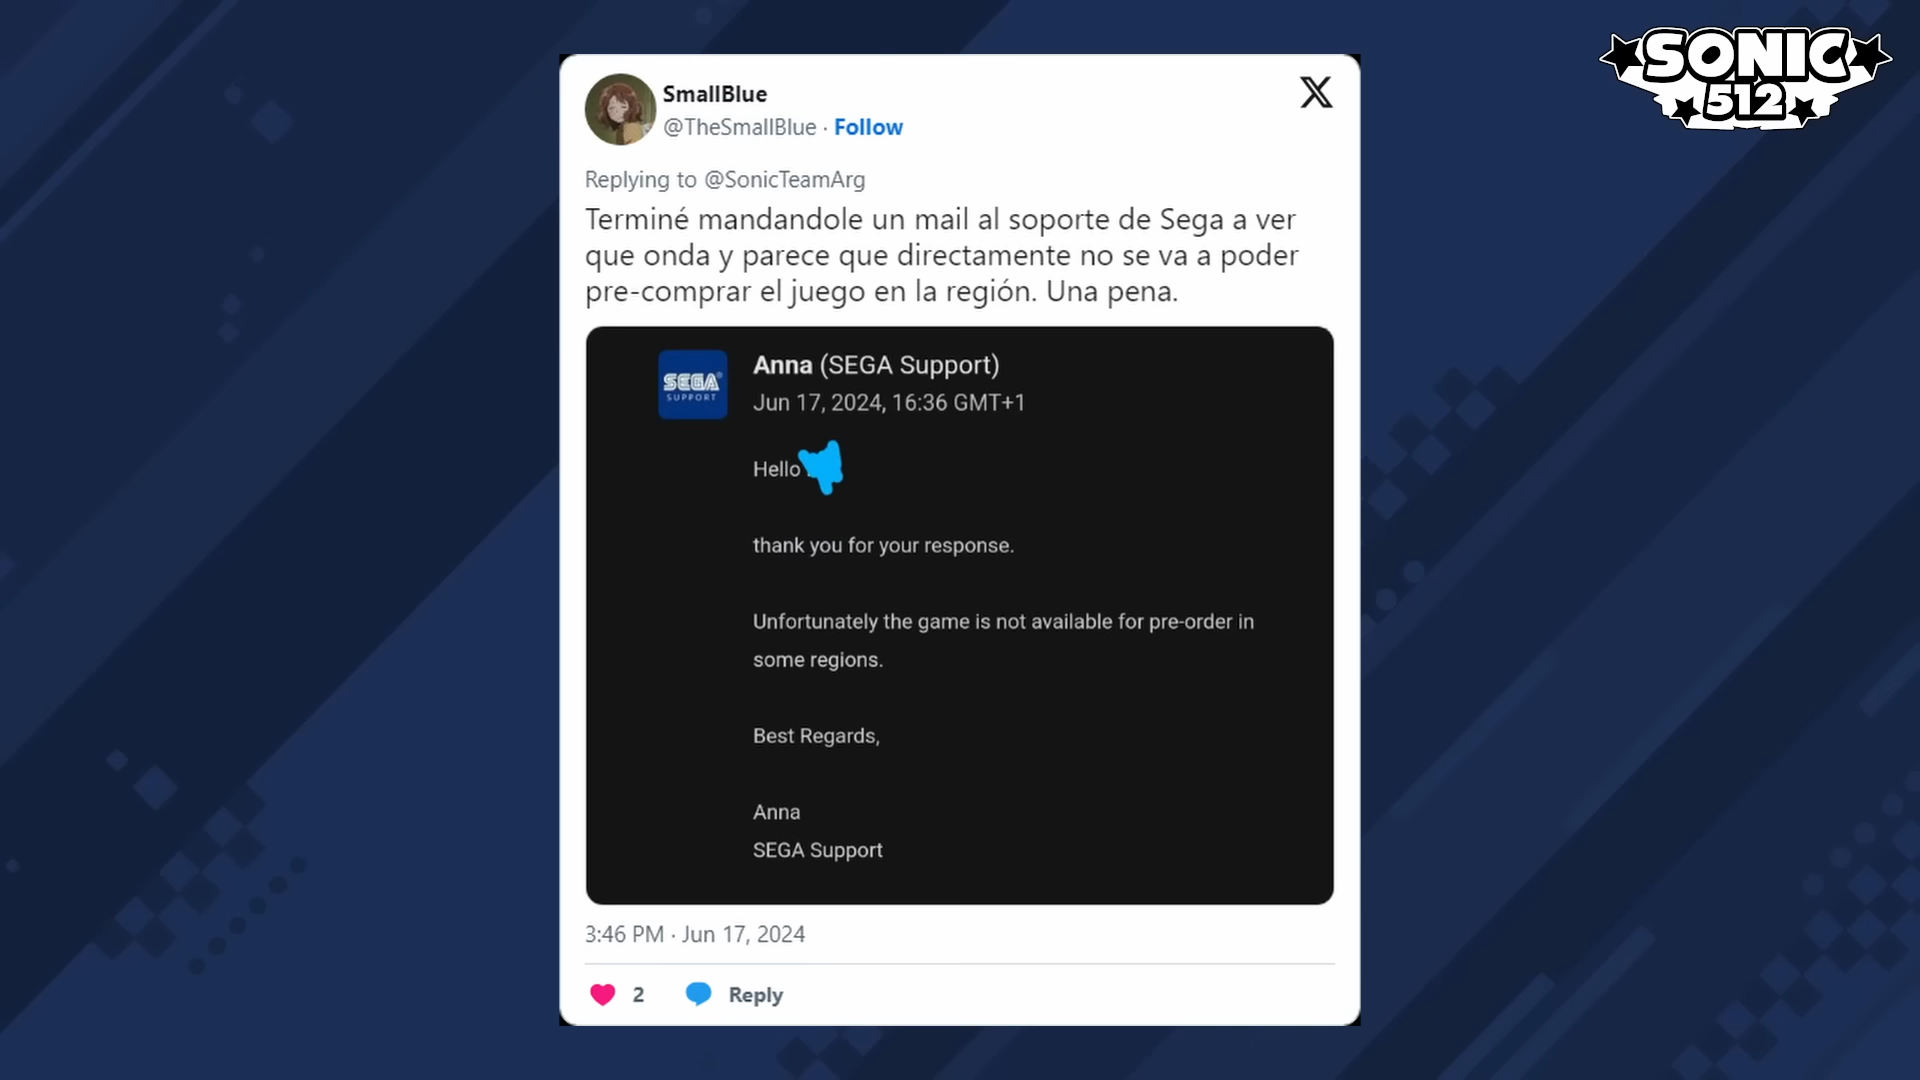 SONIC
512
SmallBlue
@TheSmallBlue · Follow
Replying to @SonicTeamArg
Terminé mandandole un mail al soporte de Sega a ver
que onda y parece que directamente no se va a poder
pre-comprar el juego en la región. Una pena.
SEGA®
SUPPORT
Anna (SEGA Support)
Jun 17, 2024, 16:36 GMT+1
Hello
thank you for your response.
Unfortunately the game is not available for pre-order in
some regions.
Best Regards,
Anna
SEGA Support
3:46 PM · Jun 17, 2024
2
Reply